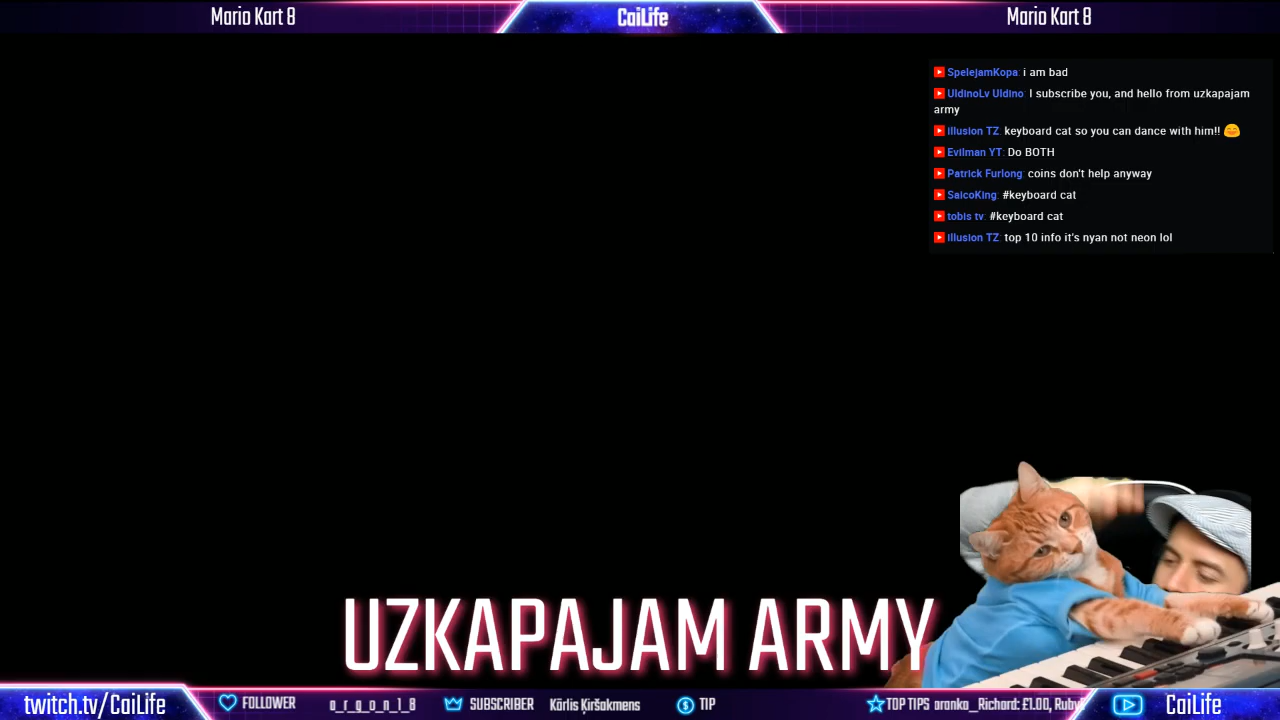 Mario Kart 8
CaiLife
Mario Kart 8
SpelejamKopa: i am bad
UldinoLv Uldino: I subscribe you, and hello from uzkapajam
army
illusion TZ: keyboard cat so you can dance with him!! 🤗
Evilman YT: Do BOTH
Patrick Furlong: coins don't help anyway
SaicoKing: #keyboard cat
tobis tv: #keyboard cat
illusion TZ: top 10 info it's nyan not neon lol
UZKAPAJAM ARMY
twitch.tv/CaiLife
FOLLOWER
SUBSCRIBER
Kārlis Ķiršakmens
TIP
TOP TIPS
oranko_Richard: £1.00, Ruby
CaiLife